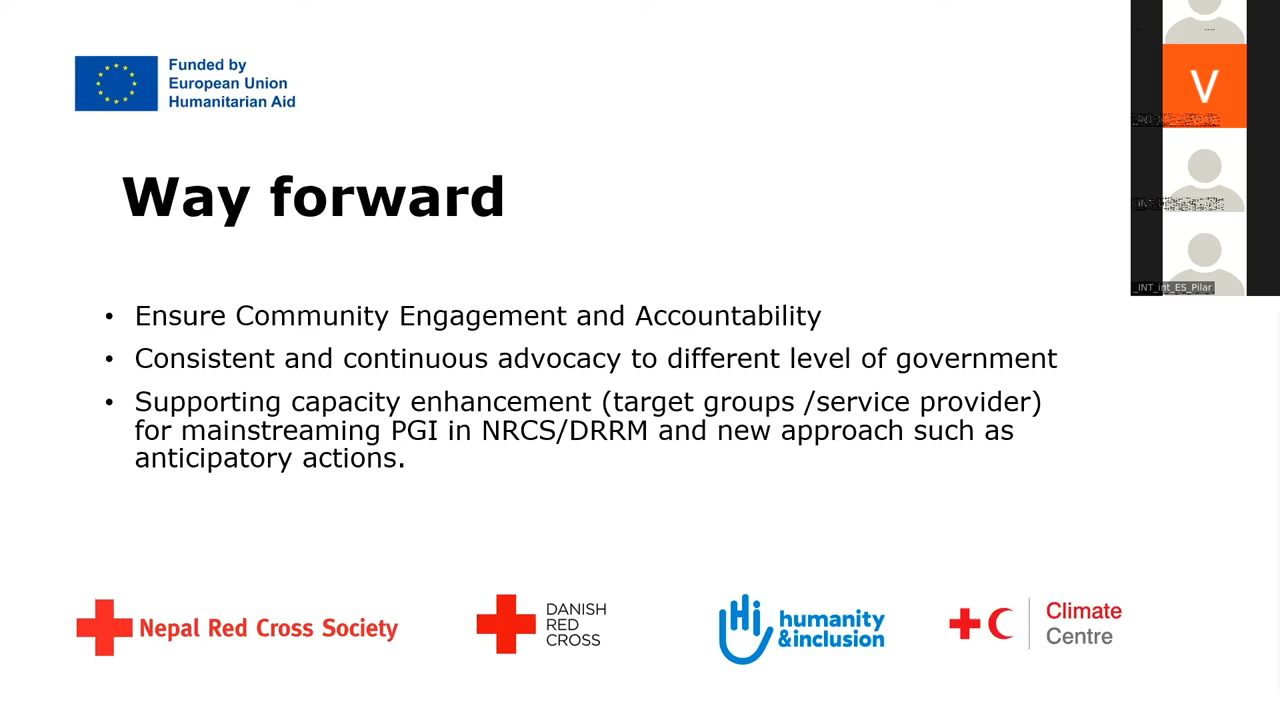 Funded by
European Union
Humanitarian Aid
Way forward
• Ensure Community Engagement and Accountability
• Consistent and continuous advocacy to different level of government
• Supporting capacity enhancement (target groups /service provider)
for mainstreaming PGI in NRCS/DRRM and new approach such as
anticipatory actions.
V
_INT_int_ES_Pilar
Nepal Red Cross Society
DANISH
RED
CROSS
Hi
humanity
&inclusion
Climate
Centre